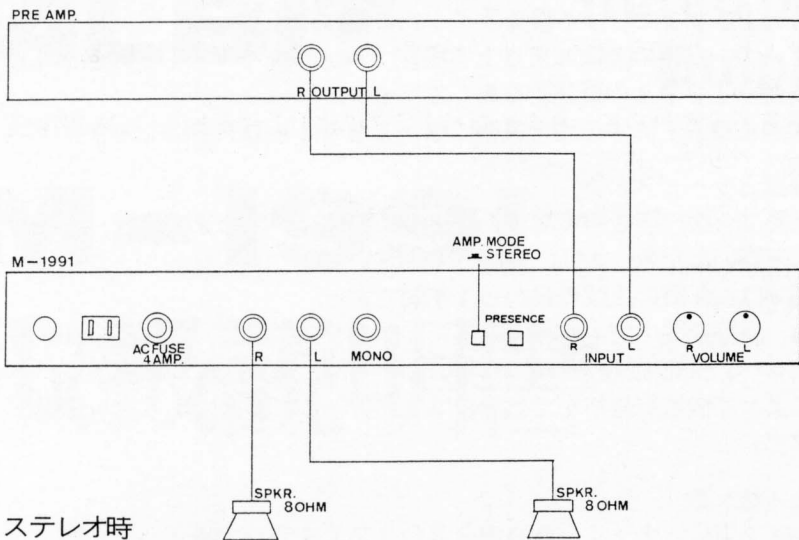 PRE AMP.
R OUTPUT L
AMP. MODE
STEREO
M-1991
PRESENCE
AC FUSE
4 AMP.
R
L
MONO
R
INPUT
L
R
VOLUME
L
SPKR.
8 OHM
SPKR.
8 OHM
ステレオ時